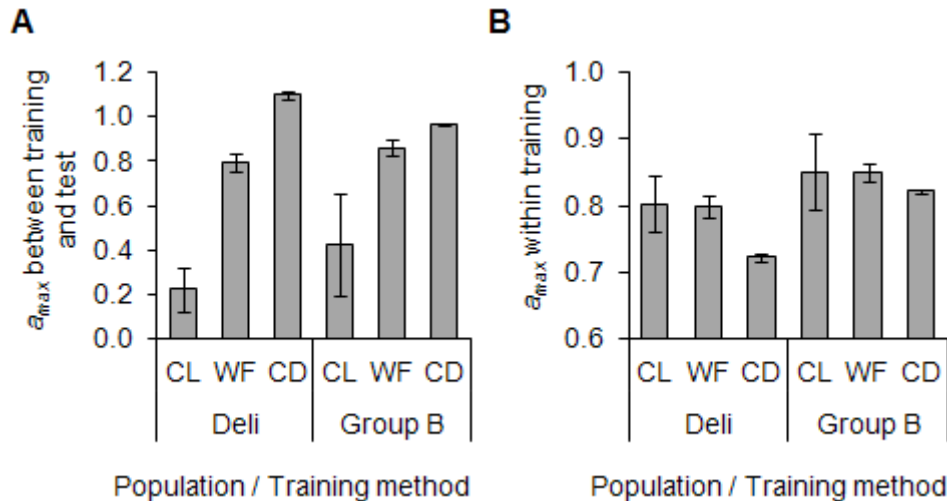 A
a max between training
and test
1.2
1.0
0.8
0.6
0.4
0.2
0.0
CL WF CD CL WF CD
Deli Group B
Population / Training method
B
a max within training
1.0
0.9
0.8
0.7
0.6
CL WF CD CL WF CD
Deli Group B
Population / Training method